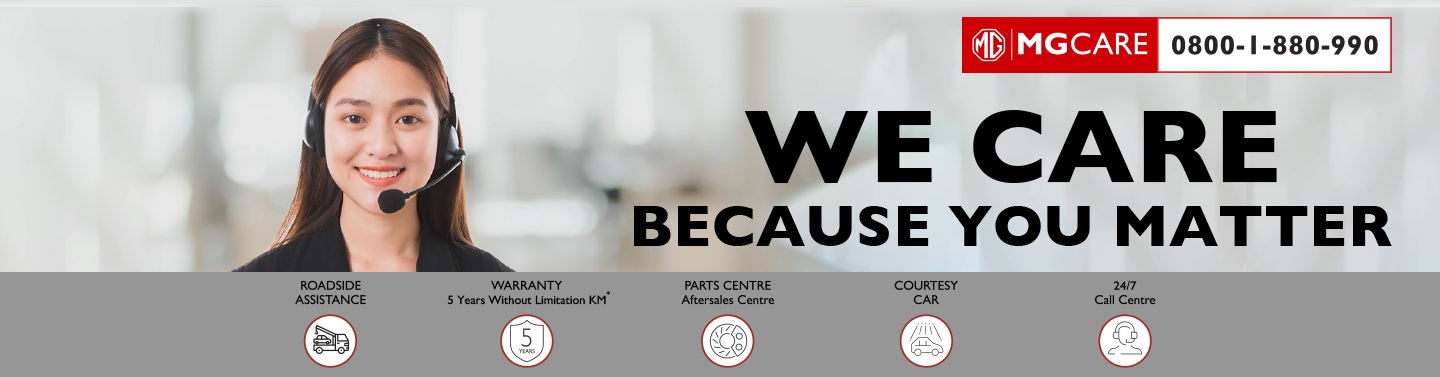 MG MGCARE 0800-1-880-990
WE CARE
BECAUSE YOU MATTER
ROADSIDE
ASSISTANCE
WARRANTY
5 Years Without Limitation KM*
5
YEARS
PARTS CENTRE
Aftersales Centre
COURTESY
CAR
24/7
Call Centre